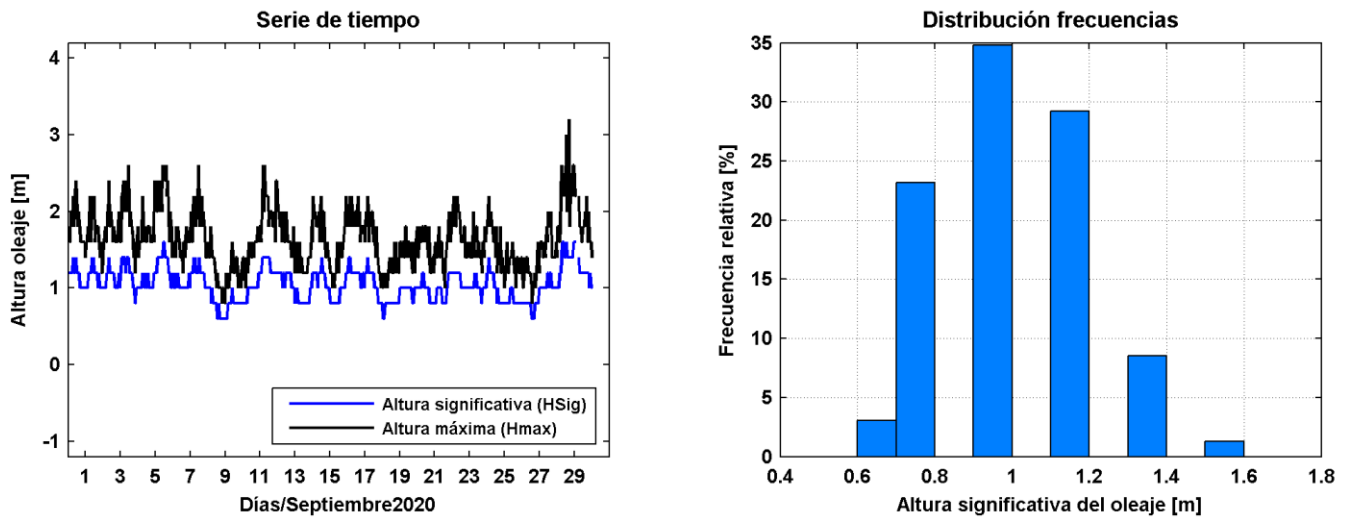 Serie de tiempo
4
3
2
1
0
-1
Altura oleaje [m]
Altura significativa (HSig)
Altura máxima (Hmax)
1 3 5 7 9 11 13 15 17 19 21 23 25 27 29
Días/Septiembre2020
Distribución frecuencias
35
30
25
20
15
10
5
0
Frecuencia relativa [%]
0.4 0.6 0.8 1 1.2 1.4 1.6 1.8
Altura significativa del oleaje [m]